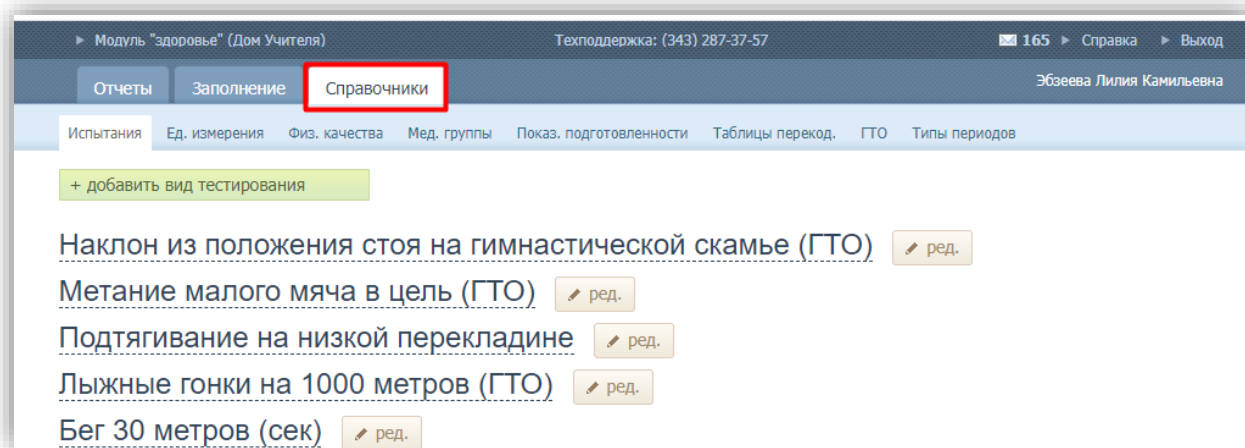 Модуль "здоровье" (Дом Учителя) Техподдержка: (343) 287-37-57 165 Справка Выход
Отчеты Заполнение Справочники Эбзеева Лилия Камильевна
Испытания Ед. измерения Физ. качества Мед. группы Показ. подготовленности Таблицы перекод. ГТО Типы периодов
+ добавить вид тестирования
Наклон из положения стоя на гимнастической скамье (ГТО) ред.
Метание малого мяча в цель (ГТО) ред.
Подтягивание на низкой перекладине ред.
Лыжные гонки на 1000 метров (ГТО) ред.
Бег 30 метров (сек) ред.